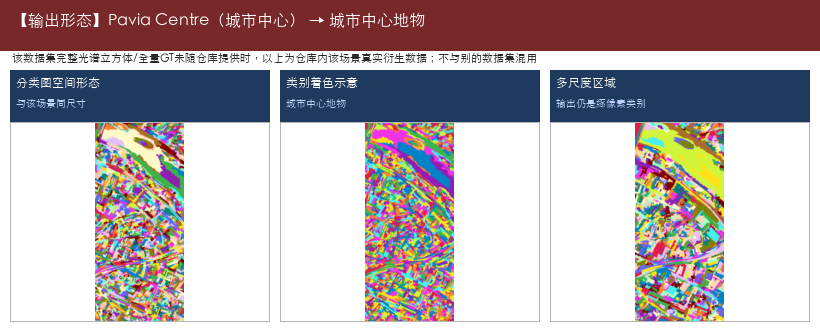 【输出形态】Pavia Centre（城市中心） → 城市中心地物
该数据集完整光谱立方体/全量GT未随仓库提供时，以上为仓库内该场景真实衍生数据；不与别的数据集混用
分类图空间形态
与该场景同尺寸
类别着色示意
城市中心地物
多尺度区域
输出仍是逐像素类别